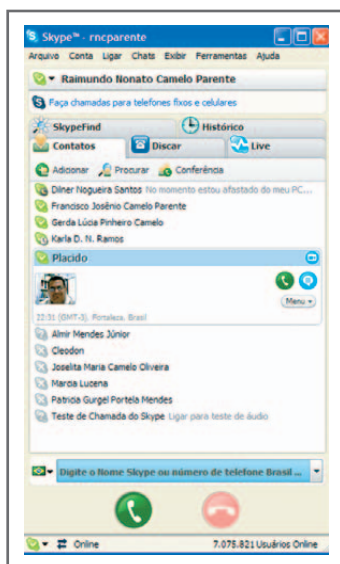 Skype™ - rncparente
Arquivo Conta Ligar Chats Exibir Ferramentas Ajuda
Raimundo Nonato Camelo Parente
Faça chamadas para telefones fixos e celulares
SkypeFind Histórico
Contatos Discar Live
Adicionar Procurar Conferência
Dilner Nogueira Santos No momento estou afastado do meu PC...
Francisco Josênio Camelo Parente
Gerda Lúcia Pinheiro Camelo
Karla D. N. Ramos
Placido
Menu
22:31 (GMT-3), Fortaleza, Brasil
Almir Mendes Júnior
Cleodon
Joselita Maria Camelo Oliveira
Marcia Lucena
Patricia Gurgel Portela Mendes
Teste de Chamada do Skype Ligar para teste de áudio
Digite o Nome Skype ou número de telefone Brasil ...
Online 7.075.821 Usuários Online